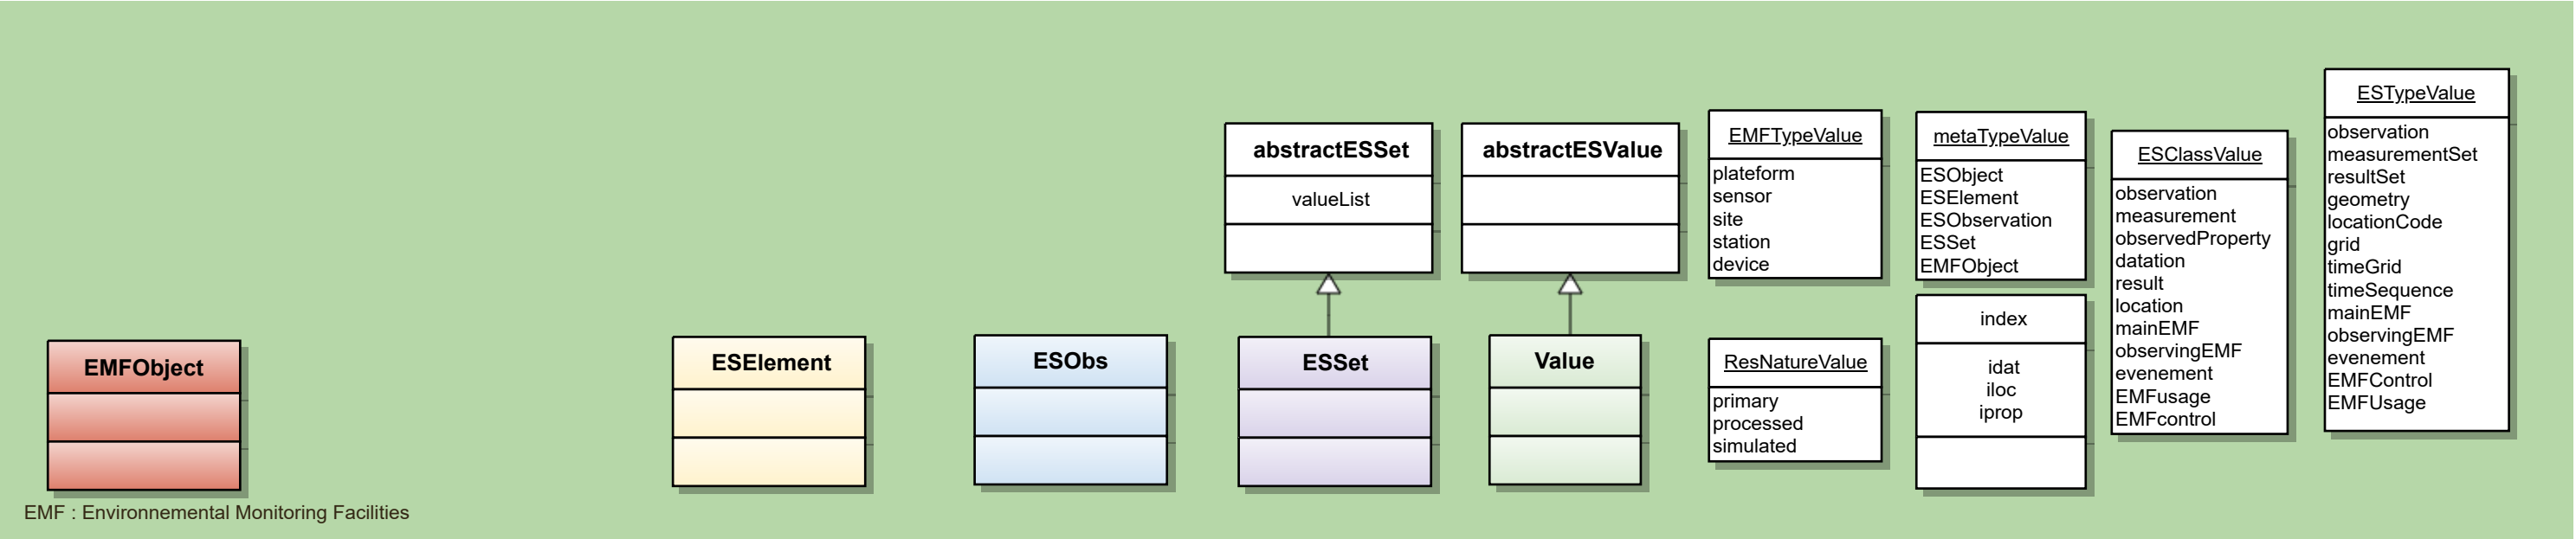 EMFObject
EMF : Environnemental Monitoring Facilities
ESElement
ESObs
abstractESSet
valueList
ESSet
abstractESValue
Value
EMFTypeValue
plateform
sensor
site
station
device
ResNatureValue
primary
processed
simulated
metaTypeValue
ESObject
ESElement
ESObservation
ESSet
EMFObject
index
idat
iloc
iprop
ESClassValue
observation
measurement
observedProperty
datation
result
location
mainEMF
observingEMF
evenement
EMFusage
EMFcontrol
ESTypeValue
observation
measurementSet
resultSet
geometry
locationCode
grid
timeGrid
timeSequence
mainEMF
observingEMF
evenement
EMFControl
EMFUsage